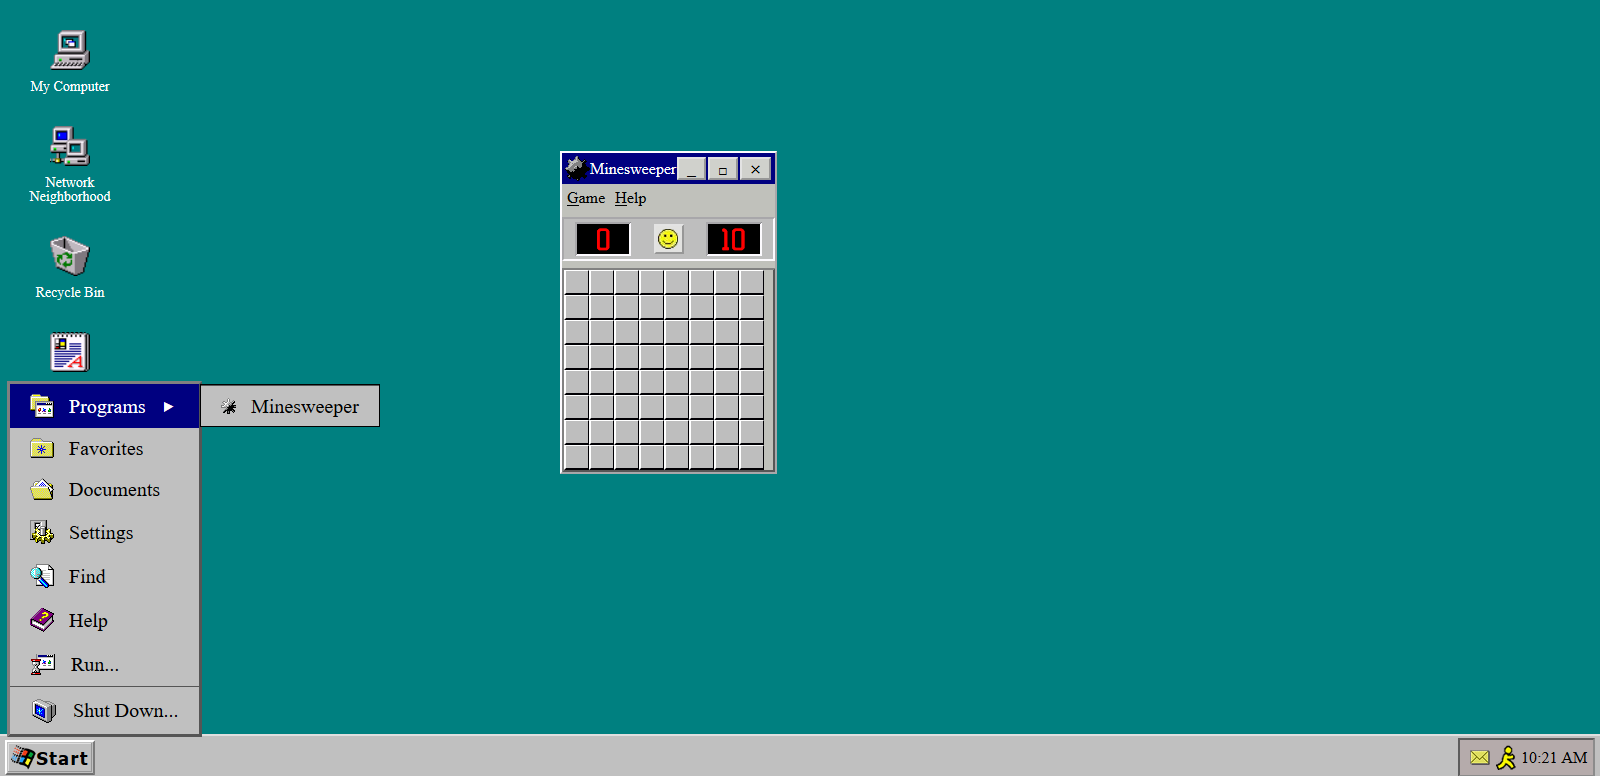 My Computer
Network
Neighborhood
Recycle Bin
Minesweeper
Game Help
0 10
Programs
Minesweeper
Favorites
Documents
Settings
Find
Help
Run...
Shut Down...
Start
10:21 AM